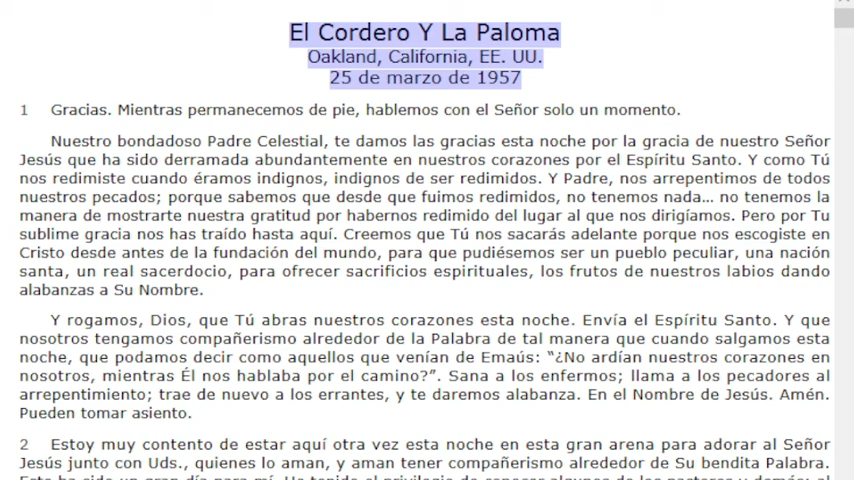 El Cordero Y La Paloma
Oakland, California, EE. UU.
25 de marzo de 1957
1 Gracias. Mientras permanecemos de pie, hablemos con el Señor solo un momento.
Nuestro bondadoso Padre Celestial, te damos las gracias esta noche por la gracia de nuestro Señor
Jesús que ha sido derramada abundantemente en nuestros corazones por el Espíritu Santo. Y como Tú
nos redimiste cuando éramos indignos, indignos de ser redimidos. Y Padre, nos arrepentimos de todos
nuestros pecados; porque sabemos que desde que fuimos redimidos, no tenemos nada... no tenemos la
manera de mostrarte nuestra gratitud por habernos redimido del lugar al que nos dirigíamos. Pero por Tu
sublime gracia nos has traído hasta aquí. Creemos que Tú nos sacarás adelante porque nos escogiste en
Cristo desde antes de la fundación del mundo, para que pudiésemos ser un pueblo peculiar, una nación
santa, un real sacerdocio, para ofrecer sacrificios espirituales, los frutos de nuestros labios dando
alabanzas a Su Nombre.
Y rogamos, Dios, que Tú abras nuestros corazones esta noche. Envía el Espíritu Santo. Y que
nosotros tengamos compañerismo alrededor de la Palabra de tal manera que cuando salgamos esta
noche, que podamos decir como aquellos que venían de Emaús: “¿No ardían nuestros corazones en
nosotros, mientras Él nos hablaba por el camino?”. Sana a los enfermos; llama a los pecadores al
arrepentimiento; trae de nuevo a los errantes, y te daremos alabanza. En el Nombre de Jesús. Amén.
Pueden tomar asiento.
2 Estoy muy contento de estar aquí otra vez esta noche en esta gran arena para adorar al Señor
Jesús junto con Uds., quienes lo aman, y aman tener compañerismo alrededor de Su bendita Palabra.